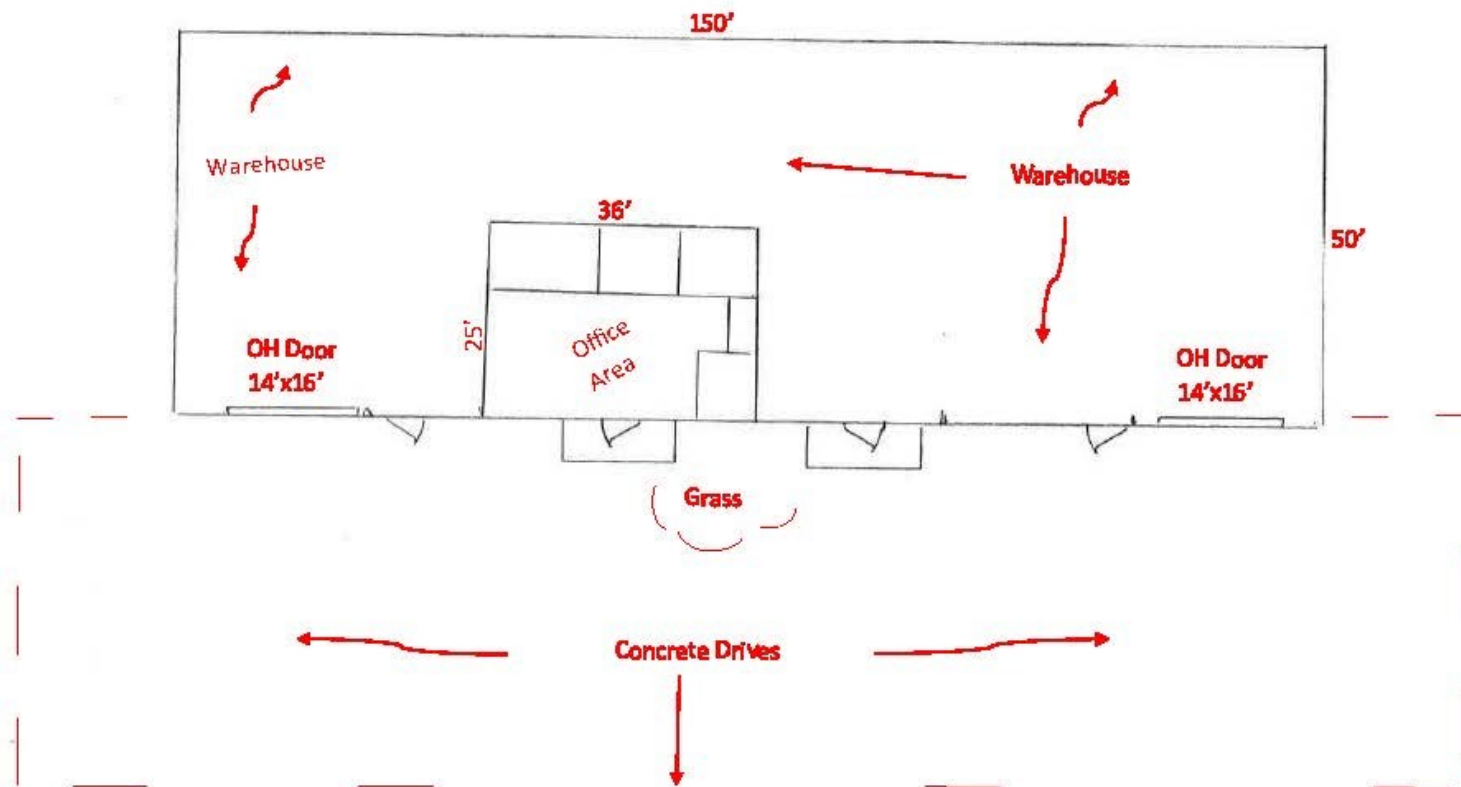 150'
Warehouse
Warehouse
36'
50'
25'
Office
Area
OH Door
14'x16'
OH Door
14'x16'
Grass
Concrete Drives